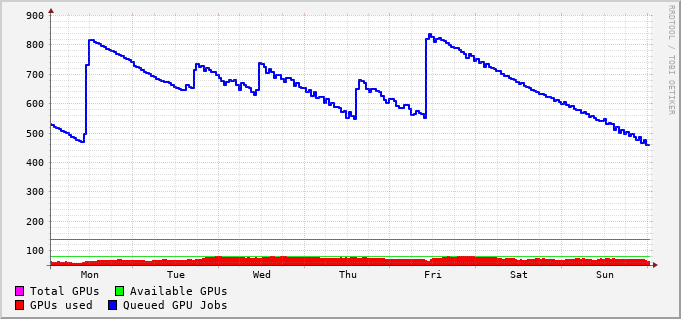 900
800
700
600
500
400
300
200
100
Mon Tue Wed Thu Fri Sat Sun
Total GPUs Available GPUs
GPUs used Queued GPU Jobs
RRDTOOL / TOBI OETIKER